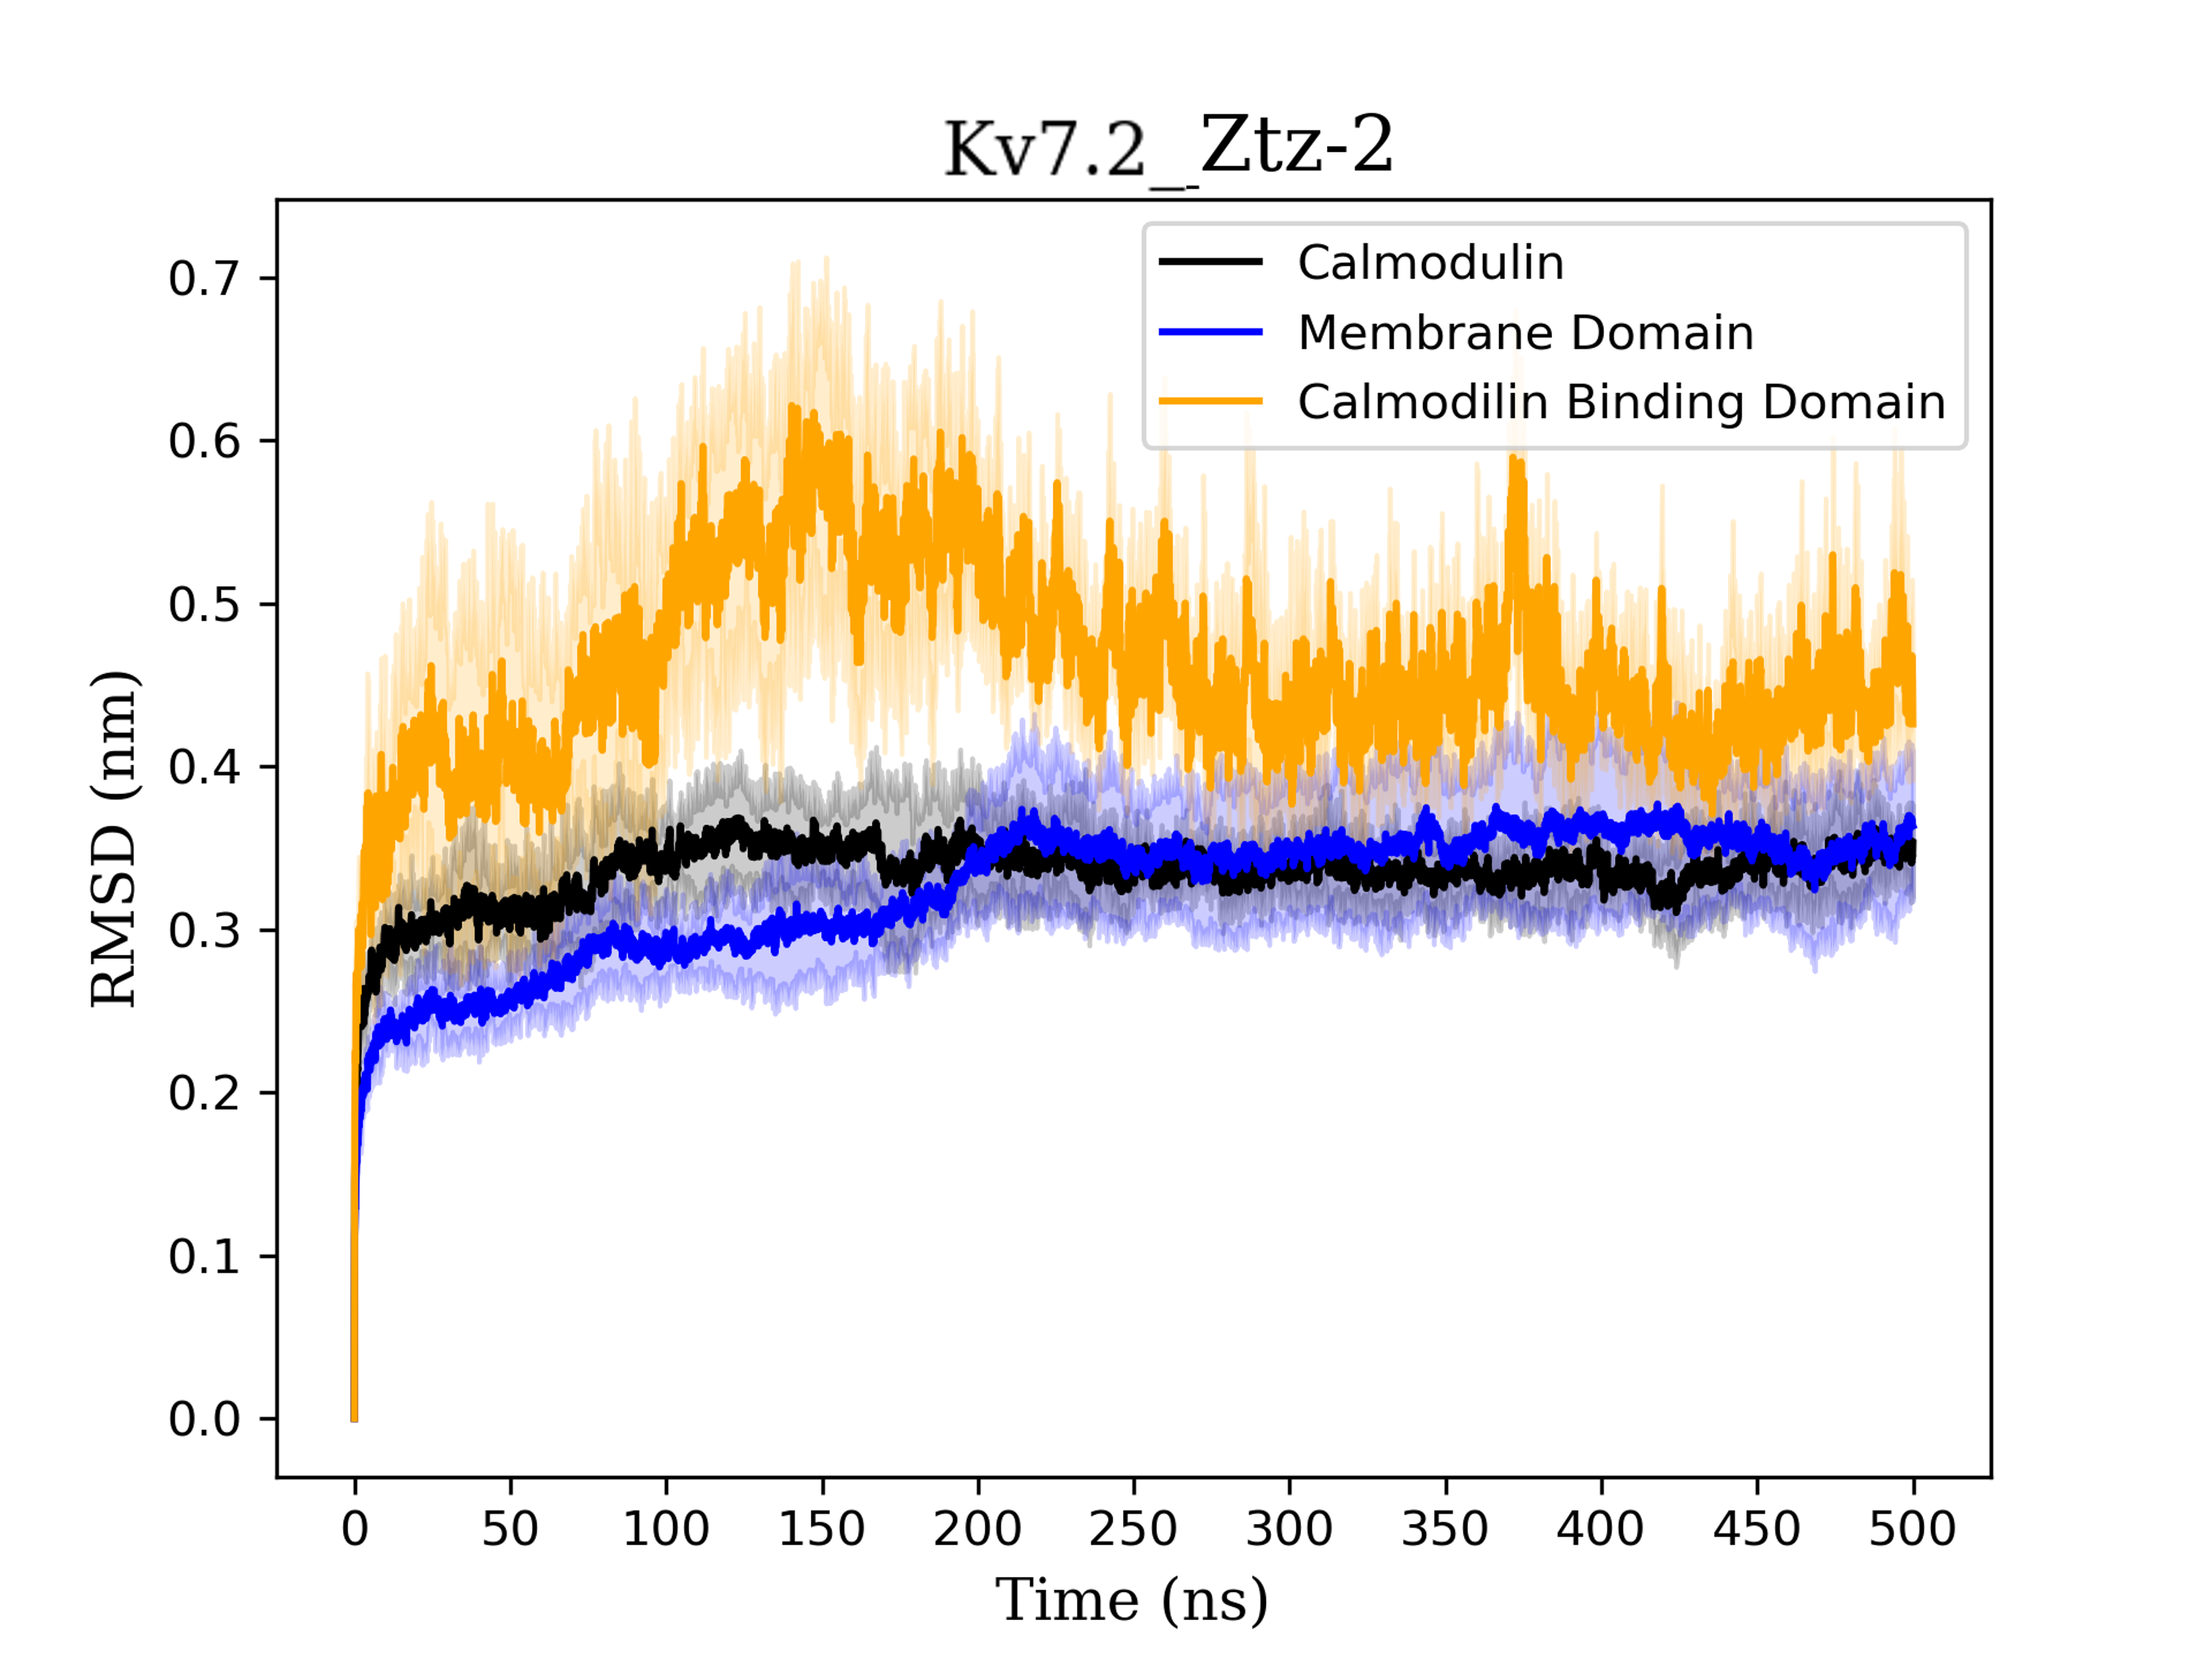 Kv7.2_-Ztz-2
Calmodulin
Membrane Domain
Calmodilin Binding Domain
RMSD (nm)
0.7
0.6
0.5
0.4
0.3
0.2
0.1
0.0
0 50 100 150 200 250 300 350 400 450 500
Time (ns)